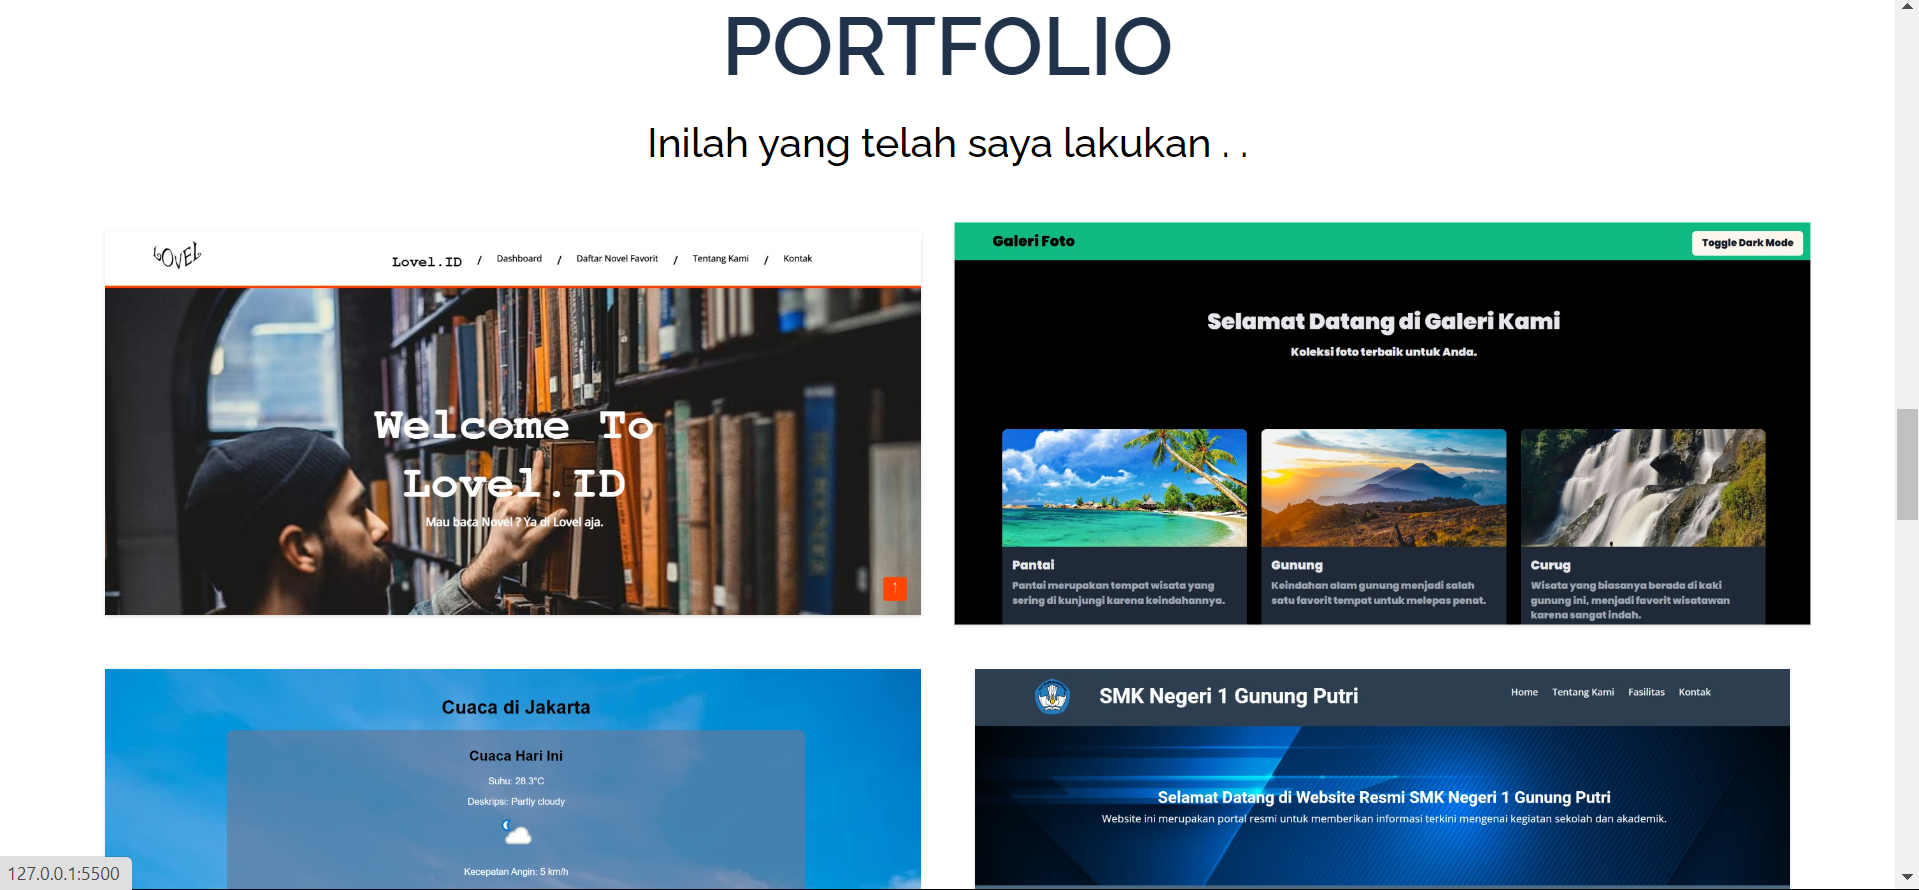 PORTFOLIO
Inilah yang telah saya lakukan . .
LOVEL
Lovel.ID / Dashboard / Daftar Novel Favorit / Tentang Kami / Kontak
Welcome To
Lovel.ID
Mau baca Novel ? Ya di Lovel aja.
↑
Galeri Foto
Toggle Dark Mode
Selamat Datang di Galeri Kami
Koleksi foto terbaik untuk Anda.
Pantai
Pantai merupakan tempat wisata yang
sering di kunjungi karena keindahannya.
Gunung
Keindahan alam gunung menjadi salah
satu favorit tempat untuk melepas penat.
Curug
Wisata yang biasanya berada di kaki
gunung ini, menjadi favorit wisatawan
karena sangat indah.
Cuaca di Jakarta
Cuaca Hari Ini
Suhu: 28.3°C
Deskripsi: Partly cloudy
Kecepatan Angin: 5 km/h
SMK Negeri 1 Gunung Putri
Home Tentang Kami Fasilitas Kontak
Selamat Datang di Website Resmi SMK Negeri 1 Gunung Putri
Website ini merupakan portal resmi untuk memberikan informasi terkini mengenai kegiatan sekolah dan akademik.
127.0.0.1:5500